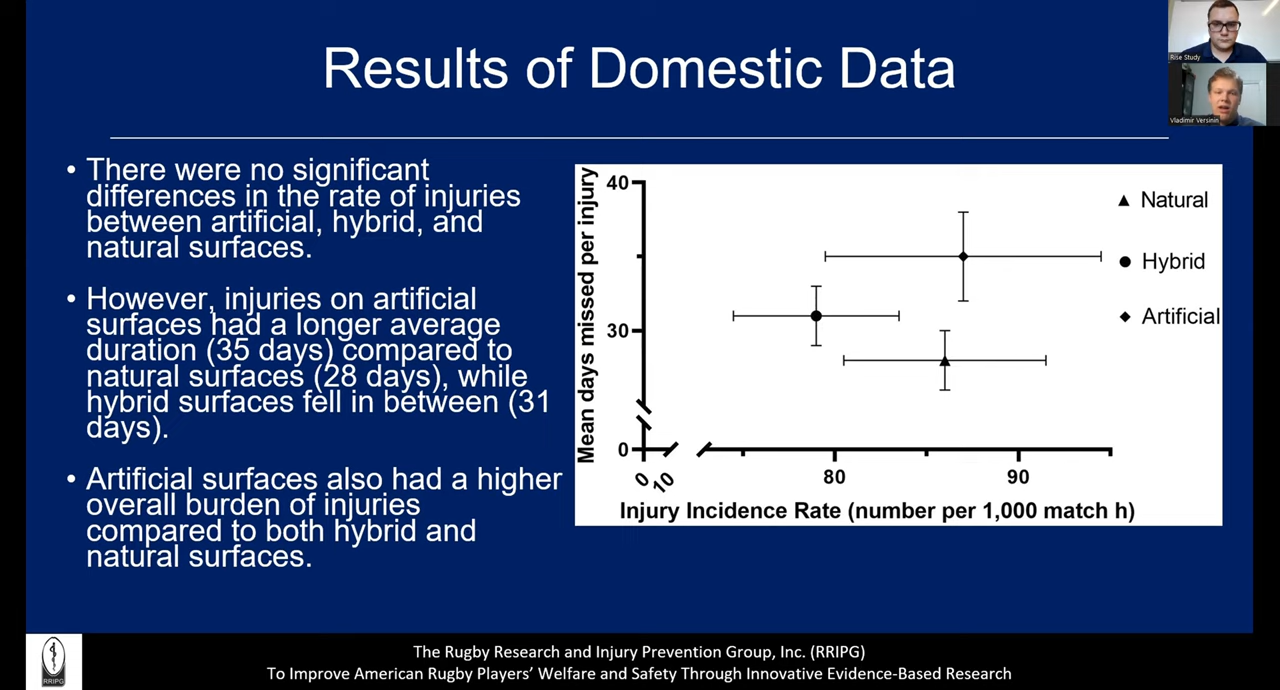 Results of Domestic Data
Rise Study
Vladimir Versinin
• There were no significant
differences in the rate of injuries
between artificial, hybrid, and
natural surfaces.
• However, injuries on artificial
surfaces had a longer average
duration (35 days) compared to
natural surfaces (28 days), while
hybrid surfaces fell in between (31
days).
• Artificial surfaces also had a higher
overall burden of injuries
compared to both hybrid and
natural surfaces.
Mean days missed per injury
40
30
0
0
10
80
90
Injury Incidence Rate (number per 1,000 match h)
Natural
Hybrid
Artificial
RRIPG
The Rugby Research and Injury Prevention Group, Inc. (RRIPG)
To Improve American Rugby Players’ Welfare and Safety Through Innovative Evidence-Based Research